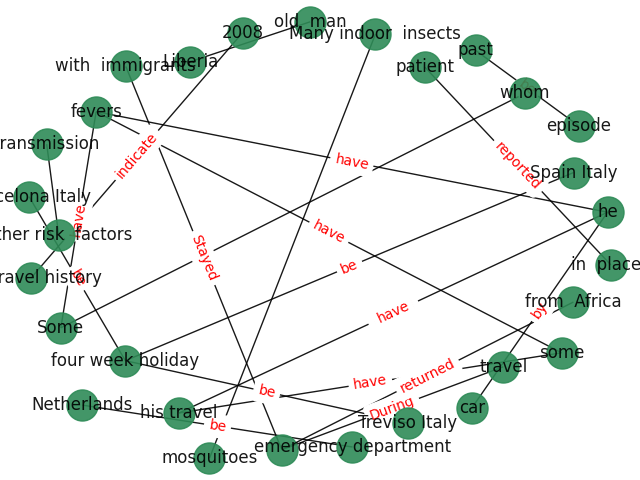 old man
2008
Many indoor insects
past
Liberia
with immigrants
patient
whom
fevers
episode
indicate
ransmission
have
reported
Spain Italy
celona Italy
he
have
ther risk factors
have
Stayed
be
in place
ravel history
be
from Africa
have
by
Some
four week holiday
some
travel
returned
have
be
Netherlands
his travel
During
car
Treviso Italy
be
emergency department
mosquitoes